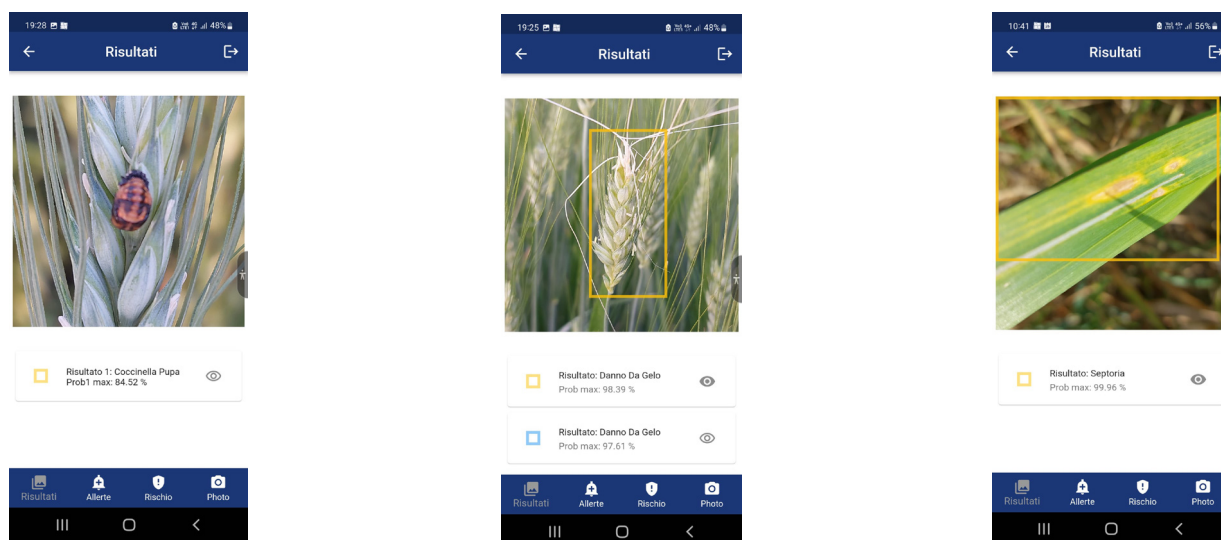 19:28
48%
Risultati
Risultato 1: Coccinella Pupa
Prob1 max: 84.52 %
Risultati
Allerte
Rischio
Photo
19:25
48%
Risultati
Risultato: Danno Da Gelo
Prob max: 98.39 %
Risultato: Danno Da Gelo
Prob max: 97.61 %
Risultati
Allerte
Rischio
Photo
10:41
56%
Risultati
Risultato: Septoria
Prob max: 99.96 %
Risultati
Allerte
Rischio
Photo